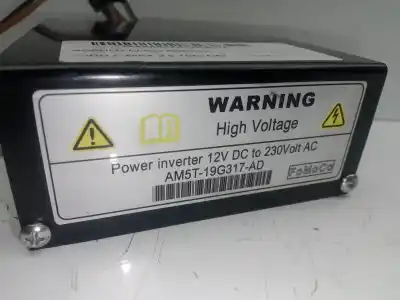 WARNING
High Voltage
Power inverter 12V DC to 230Volt AC
AM5T-19G317-AD
FoMoCo